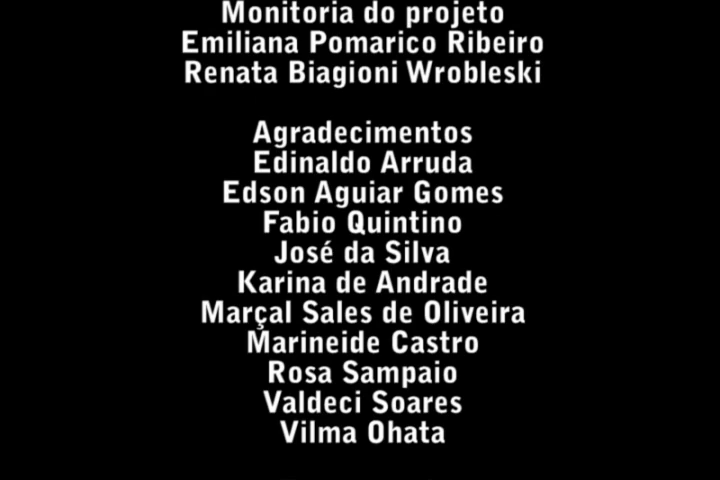 Monitoria do projeto
Emiliana Pomarico Ribeiro
Renata Biagioni Wrobleski
Agradecimentos
Edinaldo Arruda
Edson Aguiar Gomes
Fabio Quintino
José da Silva
Karina de Andrade
Marçal Sales de Oliveira
Marineide Castro
Rosa Sampaio
Valdeci Soares
Vilma Ohata